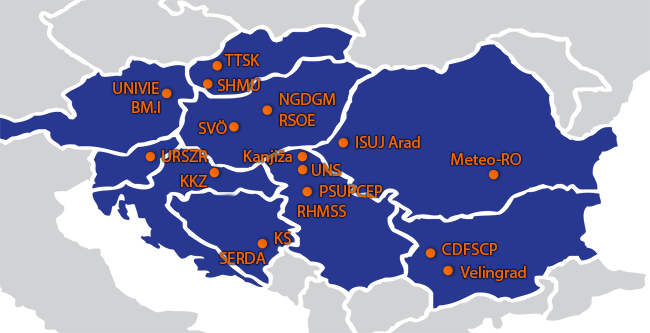 TTSK
SHMÚ
UNIVIE
BM.I
NGDGM
RSOE
SVÖ
ISUJ Arad
URSZR
Kanjiža
Meteo-RO
UNS
KKZ
PSUPCEP
RHMSS
KS
SERDA
CDFSCP
Velingrad